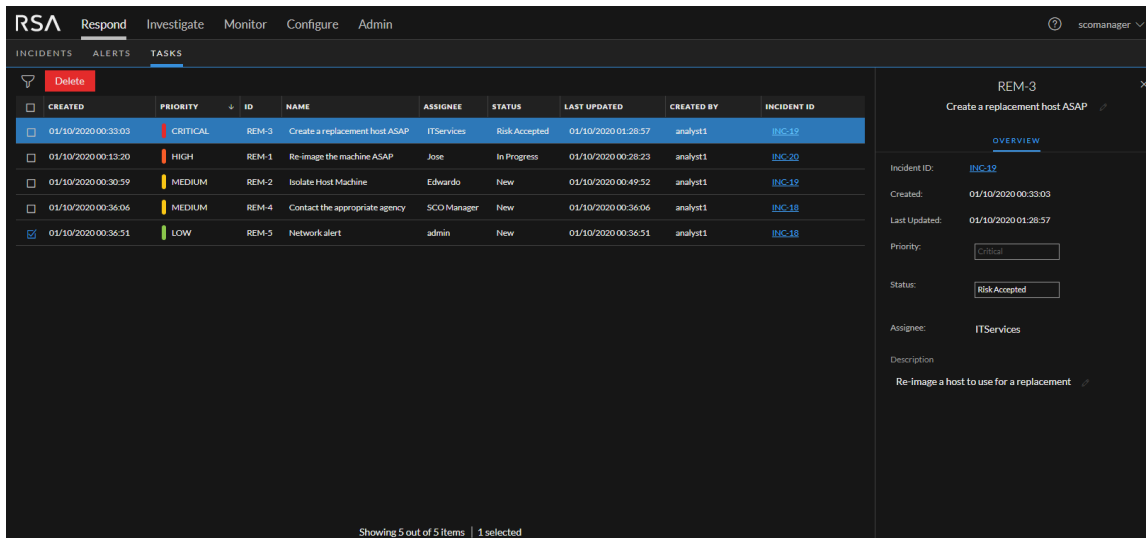 RSA Respond Investigate Monitor Configure Admin scomanager
INCIDENTS ALERTS TASKS
Delete
CREATED PRIORITY ID NAME ASSIGNEE STATUS LAST UPDATED CREATED BY INCIDENT ID
01/10/2020 00:33:03 CRITICAL REM-3 Create a replacement host ASAP ITServices Risk Accepted 01/10/2020 01:28:57 analyst1 INC-19
01/10/2020 00:13:20 HIGH REM-1 Re-image the machine ASAP Jose In Progress 01/10/2020 00:28:23 analyst1 INC-20
01/10/2020 00:30:59 MEDIUM REM-2 Isolate Host Machine Edwardo New 01/10/2020 00:49:52 analyst1 INC-19
01/10/2020 00:36:06 MEDIUM REM-4 Contact the appropriate agency SCO Manager New 01/10/2020 00:36:06 analyst1 INC-18
01/10/2020 00:36:51 LOW REM-5 Network alert admin New 01/10/2020 00:36:51 analyst1 INC-18
Showing 5 out of 5 items | 1 selected
REM-3
Create a replacement host ASAP
OVERVIEW
Incident ID: INC-19
Created: 01/10/2020 00:33:03
Last Updated: 01/10/2020 01:28:57
Priority: Critical
Status: Risk Accepted
Assignee: ITServices
Description
Re-image a host to use for a replacement